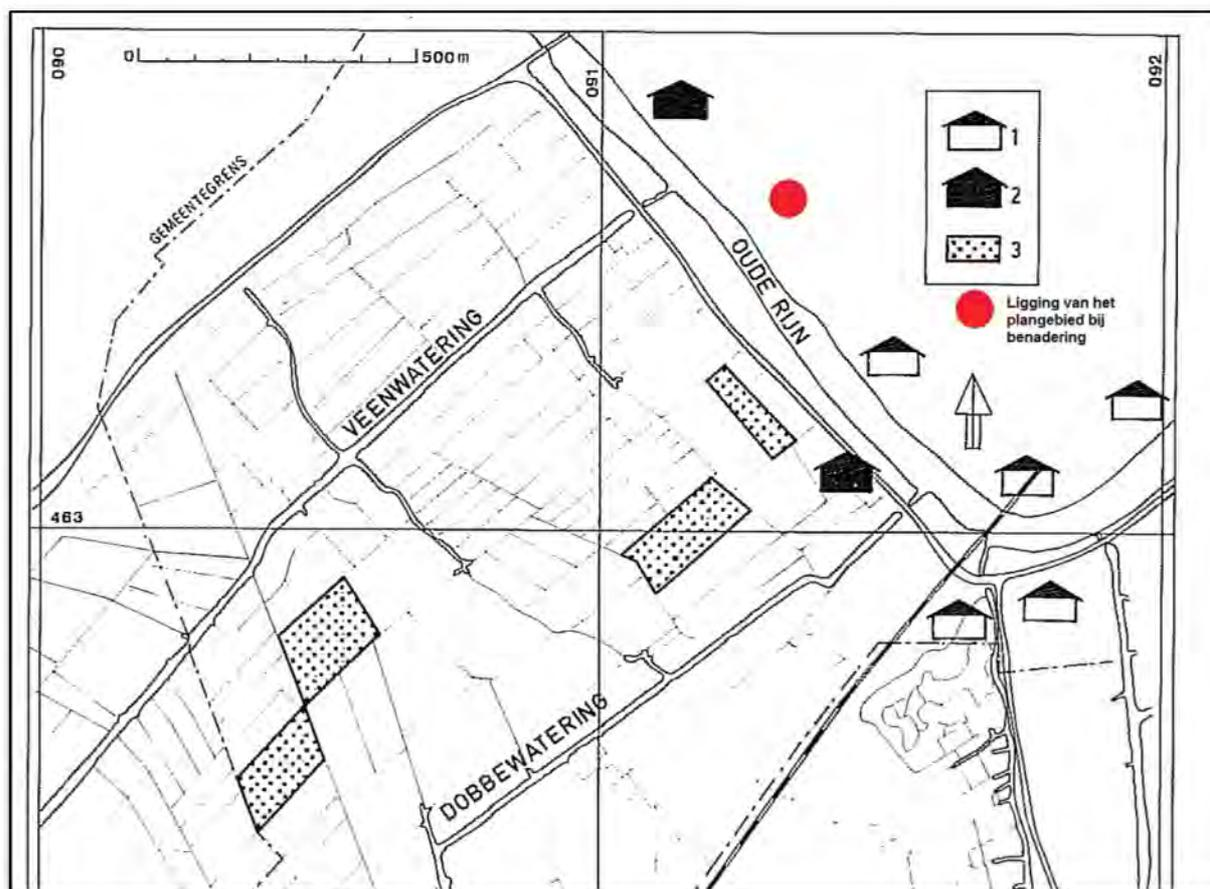 090
0
500 m
091
092
GEMEENTEGRENS
1
2
3
Ligging van het
plangebied bij
benadering
OUDE RIJN
VEENWATERING
463
DOBBEWATERING